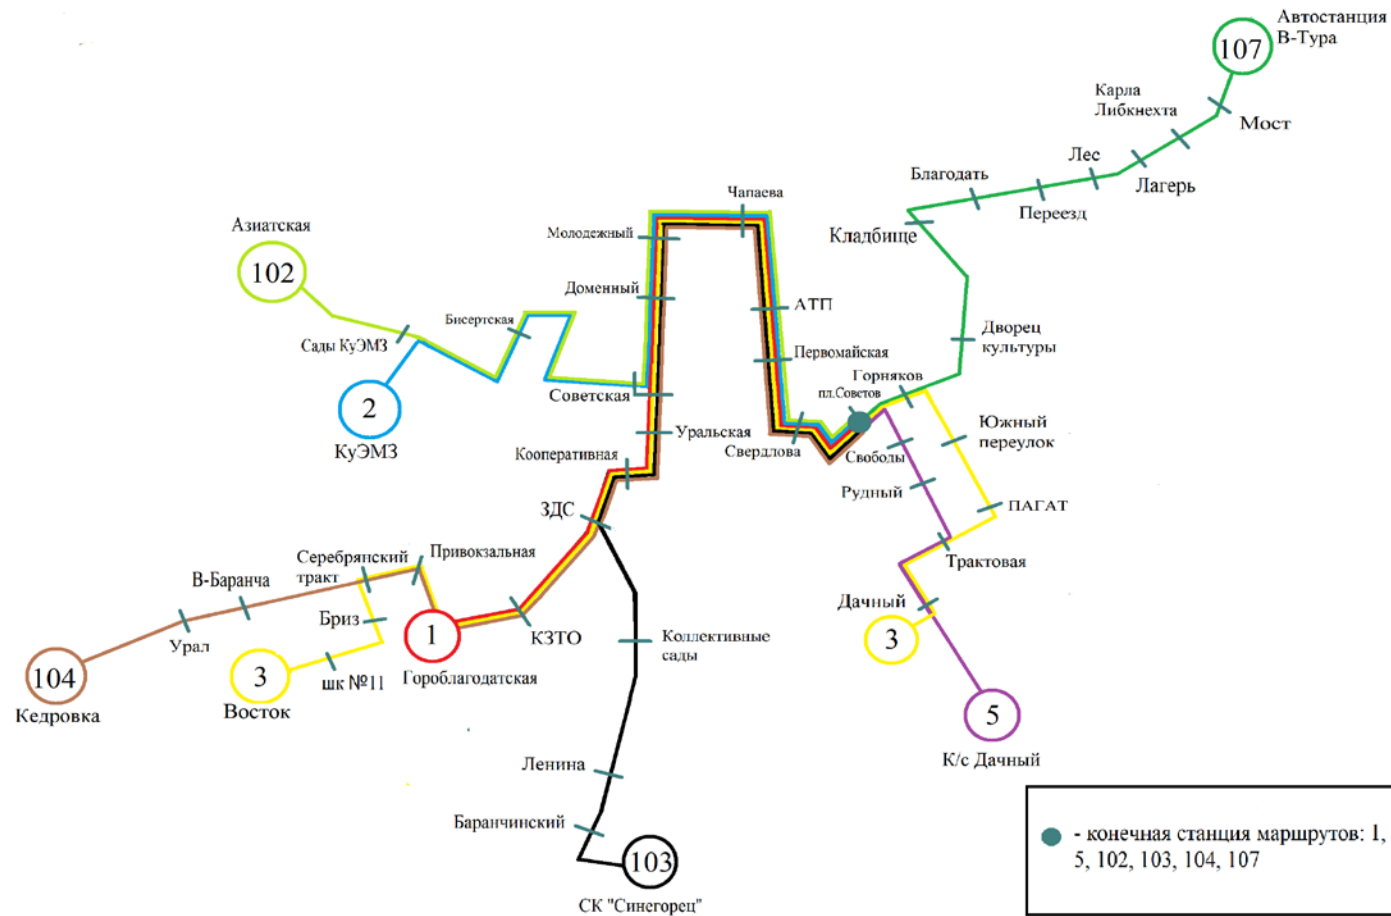 Автостанция
В-Тура
107
Карла
Либкнехта
Мост
Лес
Лагерь
Благодать
Переезд
Чапаева
Кладбище
Азиатская
Молодежный
102
Доменный
АТП
Бисертская
Сады КуЭМЗ
Дворец
культуры
Первомайская
Горняков
пл.Советов
Советская
2
КуЭМЗ
Уральская
Свердлова
Свободы
Южный
переулок
Кооперативная
Рудный
ПАГАТ
ЗДС
Привокзальная
Серебрянский
тракт
Трактовая
В-Баранча
Дачный
Бриз
Урал
1
КЗТО
Коллективные
сады
3
104
3
шк №11
Гороблагодатская
Кедровка
Восток
5
К/с Дачный
Ленина
Баранчинский
103
СК "Синегорец"
- конечная станция маршрутов: 1,
5, 102, 103, 104, 107